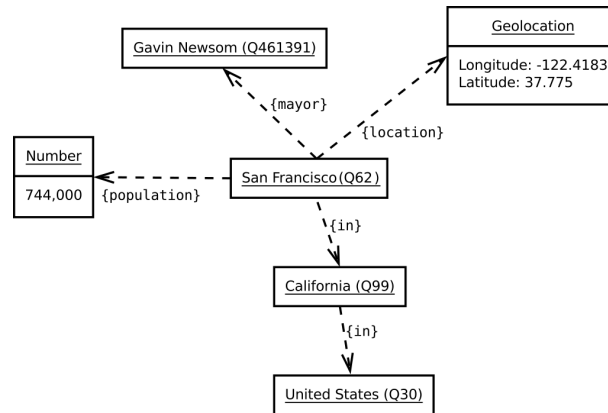 Gavin Newsom (Q461391)
Geolocation
Longitude: -122.4183
Latitude: 37.775
{mayor}
{location}
Number
744,000
{population}
San Francisco(Q62)
{in}
California (Q99)
{in}
United States (Q30)